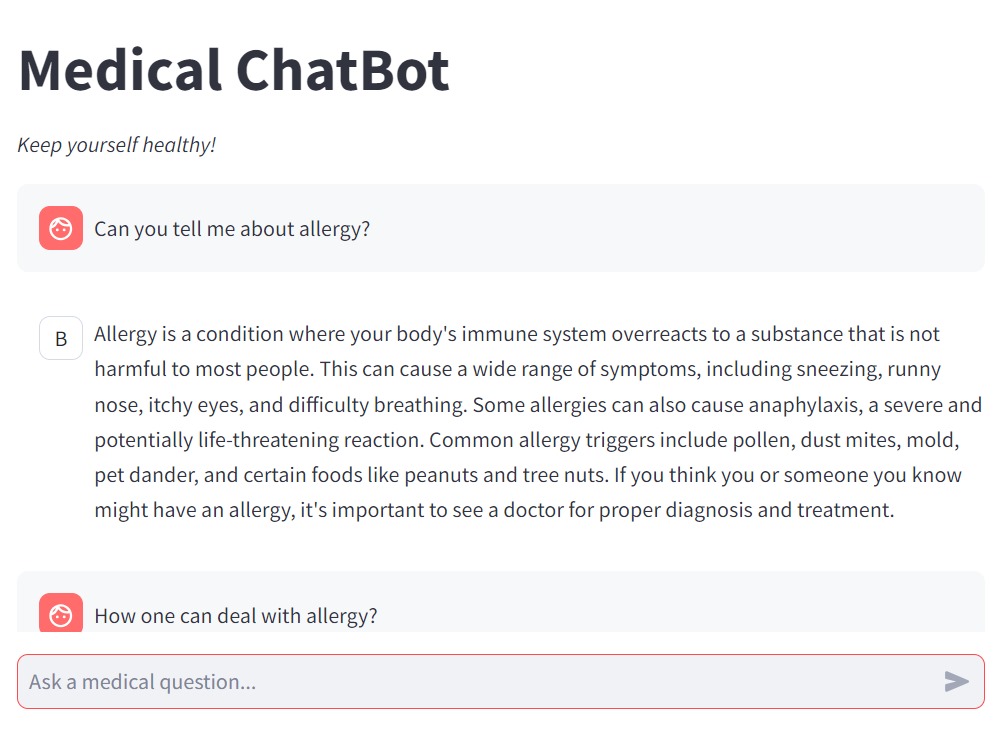 Medical ChatBot
Keep yourself healthy!
Can you tell me about allergy?
B
Allergy is a condition where your body's immune system overreacts to a substance that is not
harmful to most people. This can cause a wide range of symptoms, including sneezing, runny
nose, itchy eyes, and difficulty breathing. Some allergies can also cause anaphylaxis, a severe and
potentially life-threatening reaction. Common allergy triggers include pollen, dust mites, mold,
pet dander, and certain foods like peanuts and tree nuts. If you think you or someone you know
might have an allergy, it's important to see a doctor for proper diagnosis and treatment.
How one can deal with allergy?
Ask a medical question...